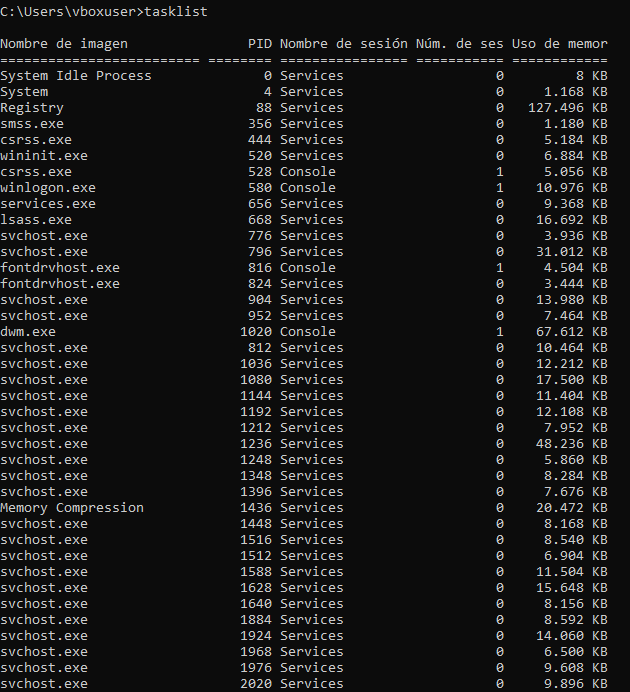 C:\Users\vboxuser>tasklist
Nombre de imagen               PID Nombre de sesión Núm. de ses Uso de memor
========================= ======== ================ =========== ============
System Idle Process              0 Services                   0         8 KB
System                           4 Services                   0     1.168 KB
Registry                        88 Services                   0   127.496 KB
smss.exe                       356 Services                   0     1.180 KB
csrss.exe                      444 Services                   0     5.184 KB
wininit.exe                    520 Services                   0     6.884 KB
csrss.exe                      528 Console                    1     5.056 KB
winlogon.exe                   580 Console                    1    10.976 KB
services.exe                   656 Services                   0     9.368 KB
lsass.exe                      668 Services                   0    16.692 KB
svchost.exe                    776 Services                   0     3.936 KB
svchost.exe                    796 Services                   0    31.012 KB
fontdrvhost.exe                816 Console                    1     4.504 KB
fontdrvhost.exe                824 Services                   0     3.444 KB
svchost.exe                    904 Services                   0    13.980 KB
svchost.exe                    952 Services                   0     7.464 KB
dwm.exe                       1020 Console                    1    67.612 KB
svchost.exe                    812 Services                   0    10.464 KB
svchost.exe                   1036 Services                   0    12.212 KB
svchost.exe                   1080 Services                   0    17.500 KB
svchost.exe                   1144 Services                   0    11.404 KB
svchost.exe                   1192 Services                   0    12.108 KB
svchost.exe                   1212 Services                   0     7.952 KB
svchost.exe                   1236 Services                   0    48.236 KB
svchost.exe                   1248 Services                   0     5.860 KB
svchost.exe                   1348 Services                   0     8.284 KB
svchost.exe                   1396 Services                   0     7.676 KB
Memory Compression            1436 Services                   0    20.472 KB
svchost.exe                   1448 Services                   0     8.168 KB
svchost.exe                   1516 Services                   0     8.540 KB
svchost.exe                   1512 Services                   0     6.904 KB
svchost.exe                   1588 Services                   0    11.504 KB
svchost.exe                   1628 Services                   0    15.648 KB
svchost.exe                   1640 Services                   0     8.156 KB
svchost.exe                   1884 Services                   0     8.592 KB
svchost.exe                   1924 Services                   0    14.060 KB
svchost.exe                   1968 Services                   0     6.500 KB
svchost.exe                   1976 Services                   0     9.608 KB
svchost.exe                   2020 Services                   0     9.896 KB